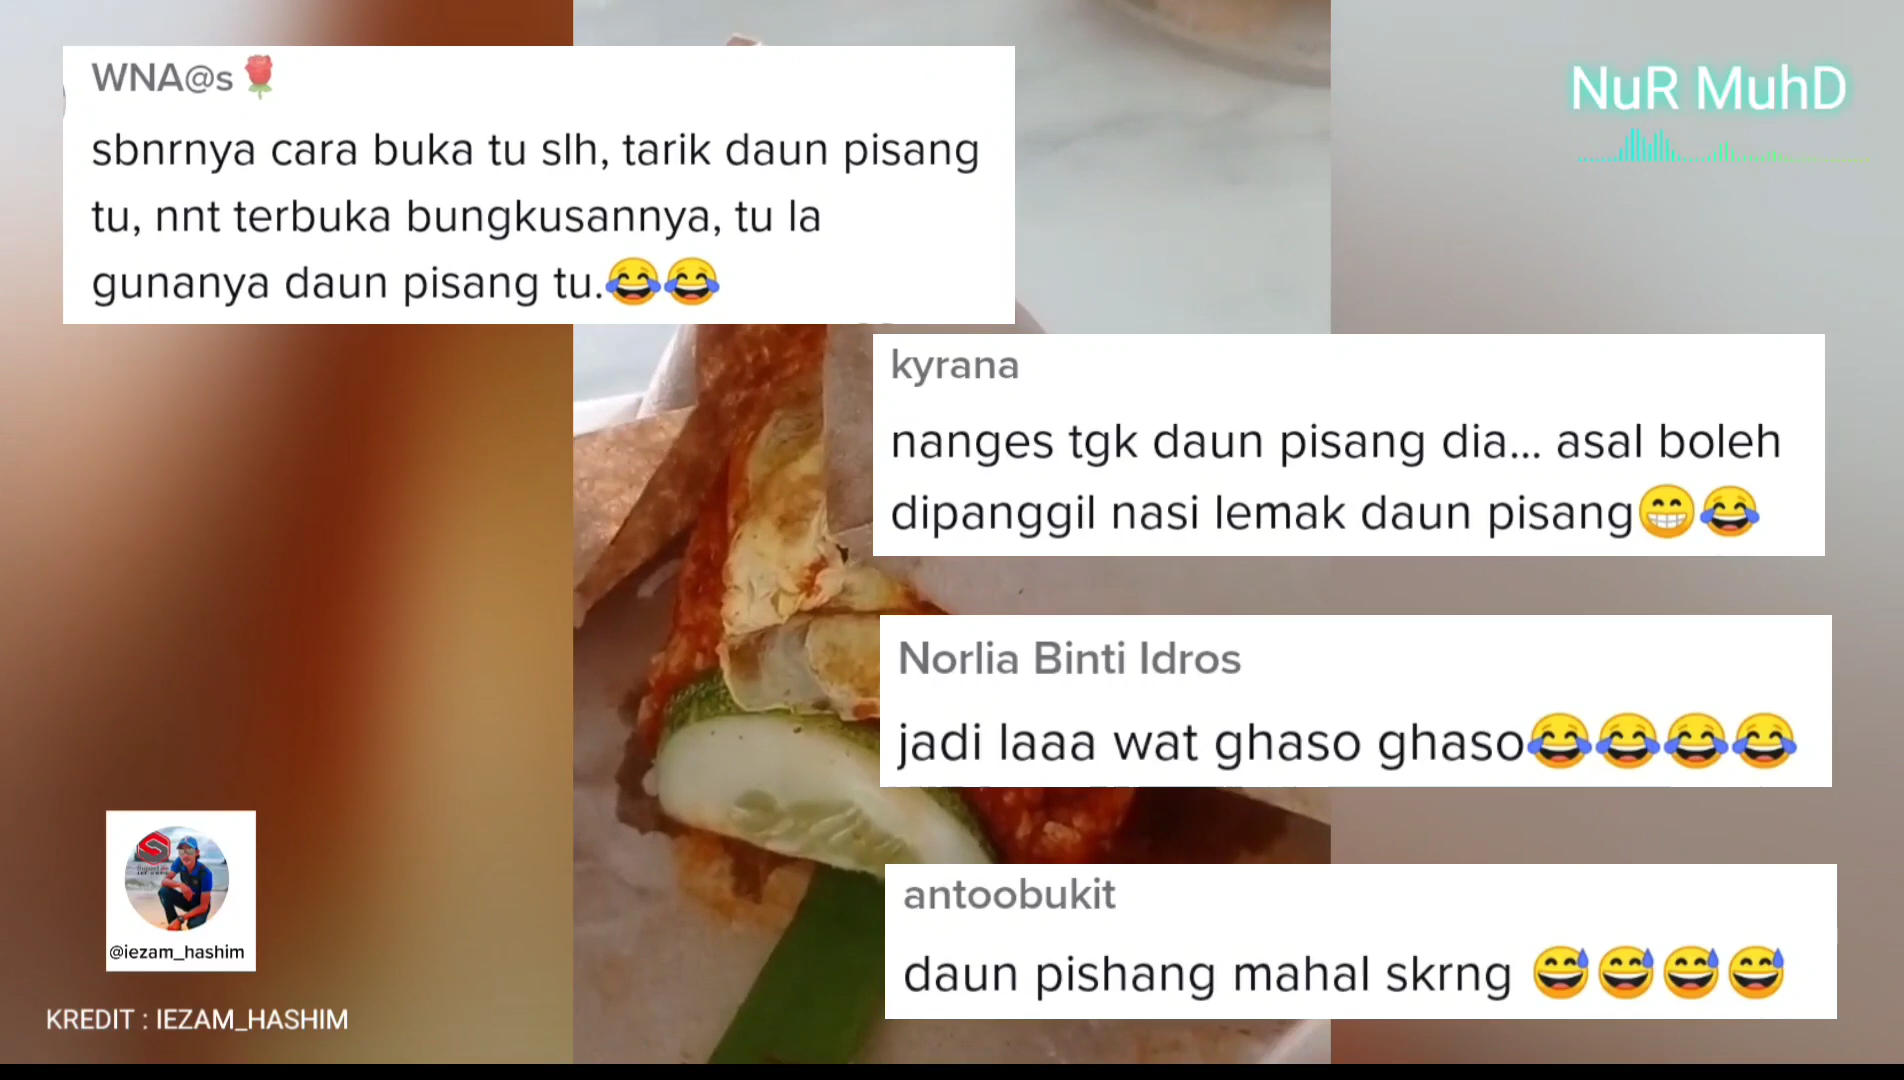 WNA@s🌹
sbnrnya cara buka tu slh, tarik daun pisang
tu, nnt terbuka bungkusannya, tu la
gunanya daun pisang tu.😂😂
NuR MuhD
kyrana
nanges tgk daun pisang dia... asal boleh
dipanggil nasi lemak daun pisang😁😂
Norlia Binti Idros
jadi laaa wat ghaso ghaso😂😂😂😂
antoobukit
daun pishang mahal skrng 😅😅😅😅
@iezam_hashim
KREDIT : IEZAM_HASHIM